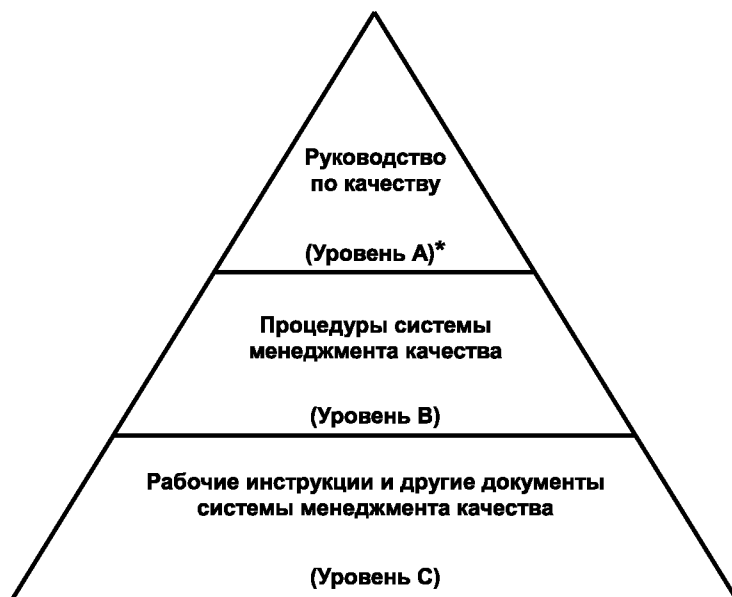 Руководство
по качеству
(Уровень А)*
Процедуры системы
менеджмента качества
(Уровень В)
Рабочие инструкции и другие документы
системы менеджмента качества
(Уровень С)